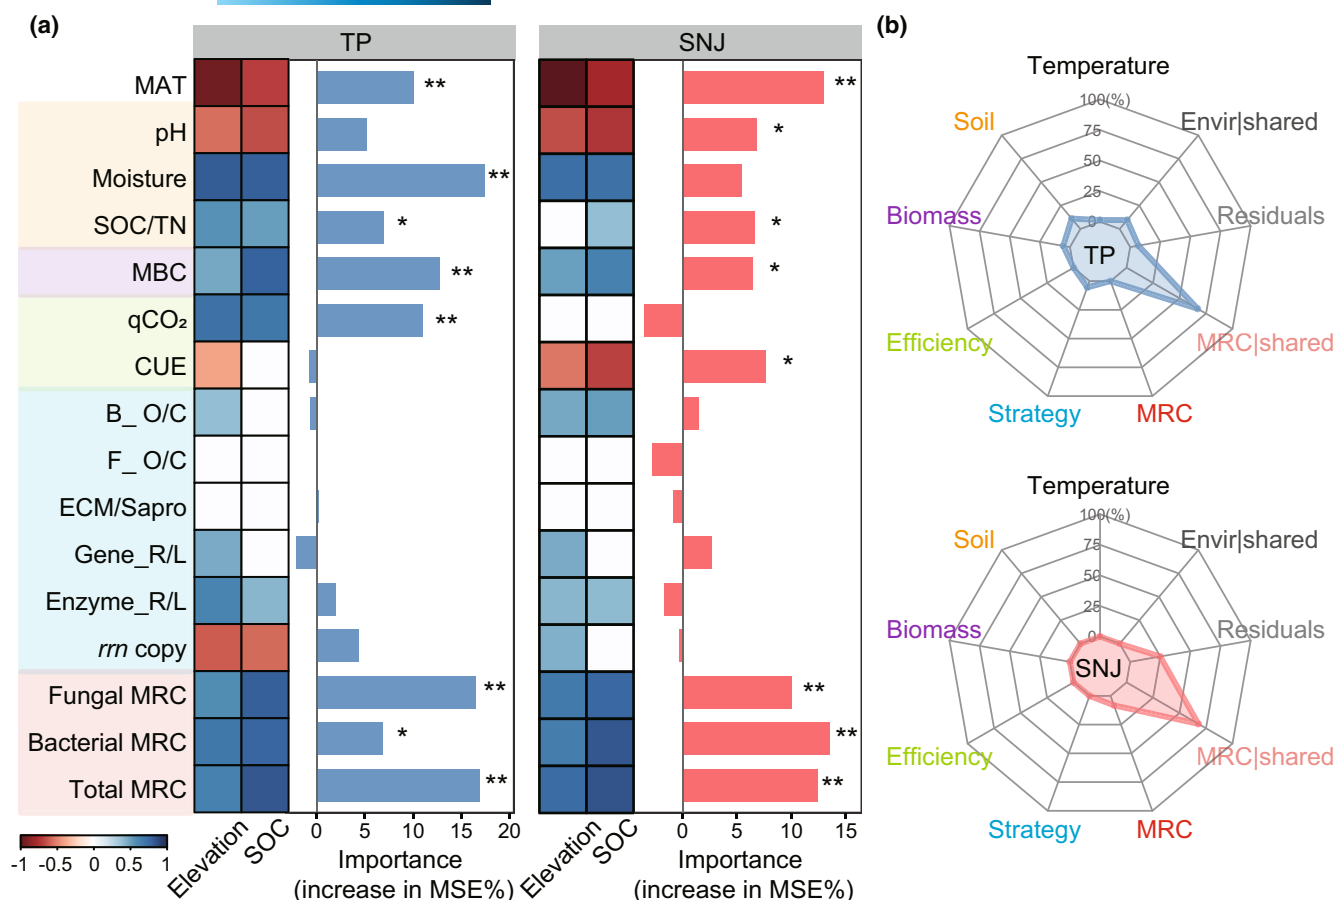 (a)
TP
SNJ
MAT
**
**
pH
*
Moisture
**
SOC/TN
*
*
MBC
**
*
qCO₂
**
CUE
*
B_ O/C
F_ O/C
ECM/Sapro
Gene_R/L
Enzyme_R/L
rrn copy
Fungal MRC
**
**
Bacterial MRC
*
**
Total MRC
**
**
-1 -0.5 0 0.5 1
Elevation
SOC
0 5 10 15 20
Importance
(increase in MSE%)
Elevation
SOC
0 5 10 15
Importance
(increase in MSE%)
(b)
Temperature
100(%)
75
50
25
0
Soil
Envir|shared
Biomass
Residuals
TP
Efficiency
MRC|shared
Strategy
MRC
Temperature
100(%)
75
50
25
0
Soil
Envir|shared
Biomass
Residuals
SNJ
Efficiency
MRC|shared
Strategy
MRC